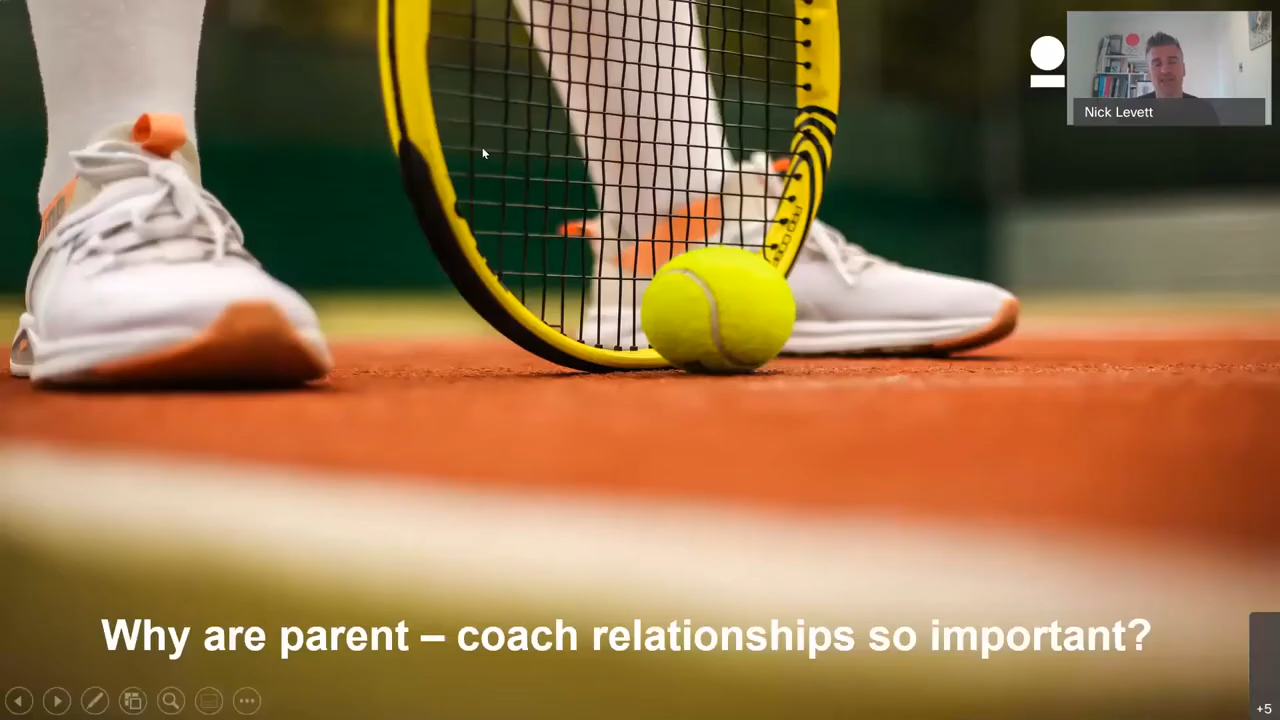 Nick Levett
Why are parent – coach relationships so important?
+5